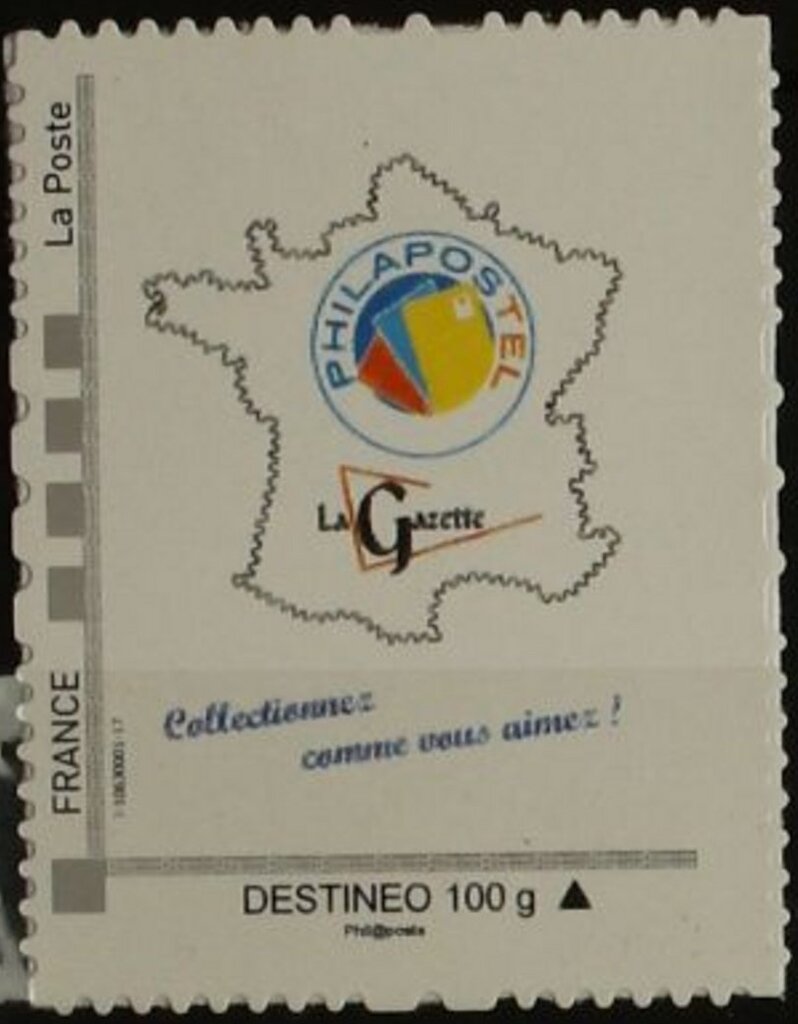 La Poste
PHILAPOSTEL
La Gazette
Collectionnez
comme vous aimez !
FRANCE
DESTINEO 100 g
Phil@poste